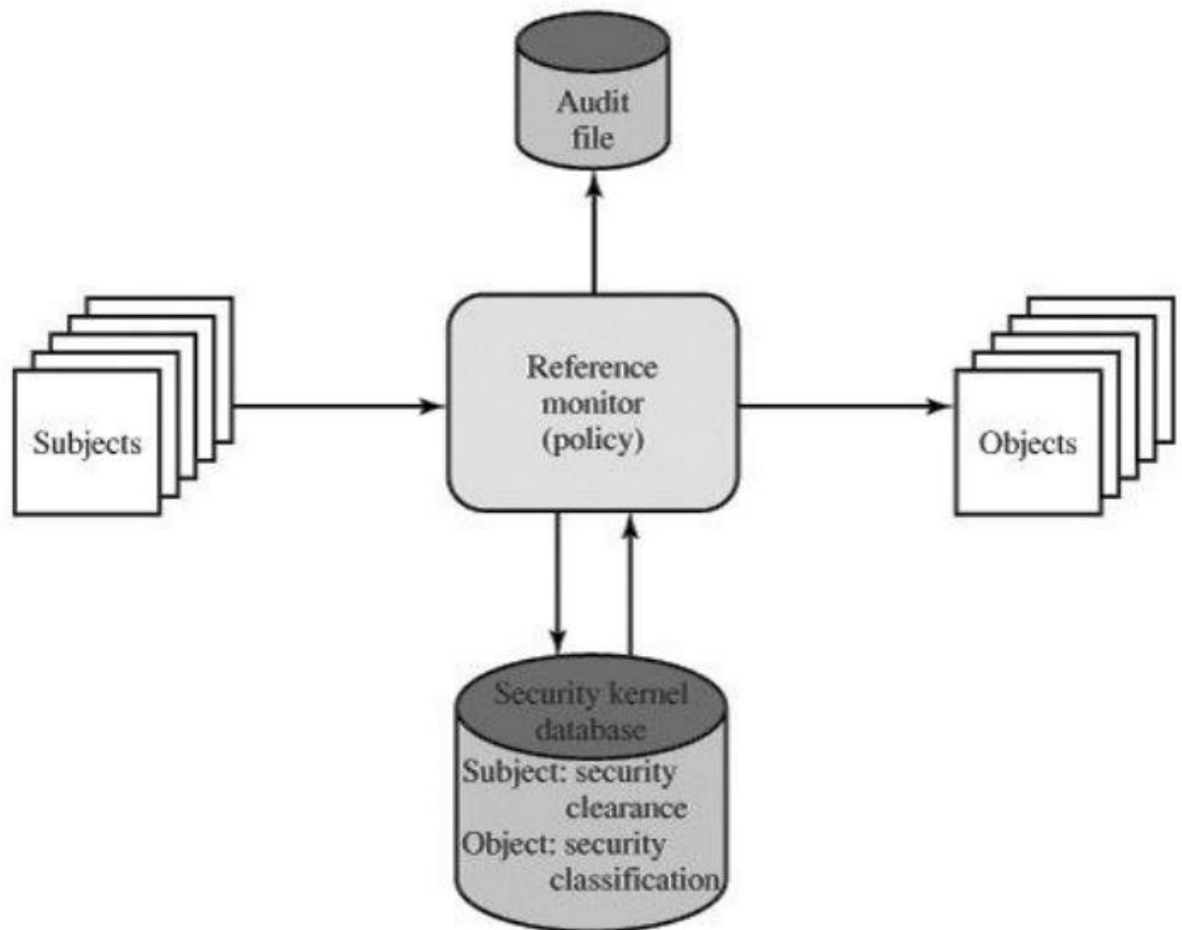 Audit
file
Reference
monitor
(policy)
Subjects
Objects
Security kernel
database
Subject: security
clearance
Object: security
classification